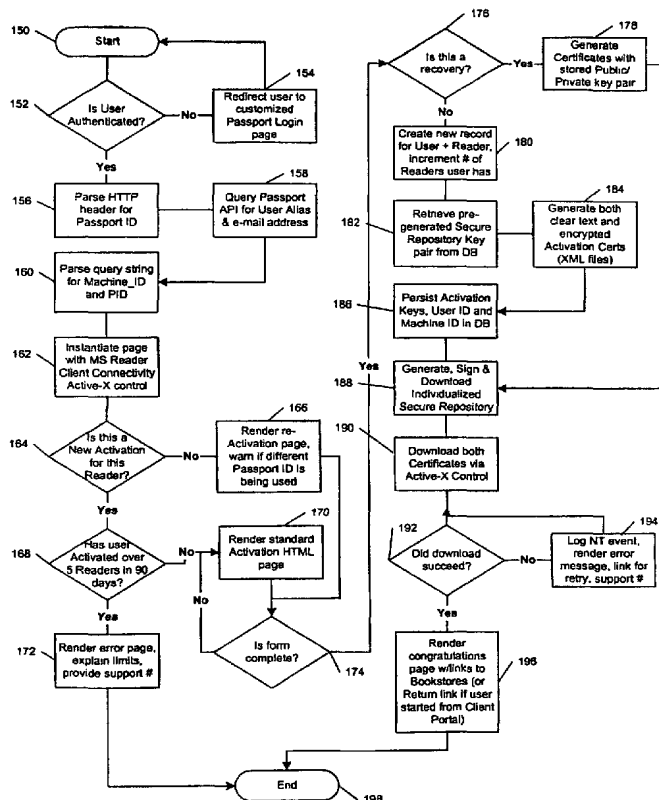 150
Start
152
Is User
Authenticated?
No
154
Redirect user to
customized
Passport Login
page
Yes
156
Parse HTTP
header for
Passport ID
158
Query Passport
API for User Alias
& e-mail address
160
Parse query string
for Machine_ID
and PID
162
Instantiate page
with MS Reader
Client Connectivity
Active-X control
164
Is this a
New Activation
for this
Reader?
No
166
Render re-
Activation page,
warn if different
Passport ID is
being used
Yes
168
Has user
Activated over
5 Readers in 90
days?
No
170
Render standard
Activation HTML
page
No
Yes
172
Render error page,
explain limits,
provide support #
Is form
complete?
174
Yes
176
Is this a
recovery?
Yes
178
Generate
Certificates with
stored Public/
Private key pair
No
Create new record
for User + Reader,
increment # of
Readers user has
180
182
Retrieve pre-
generated Secure
Repository Key
pair from DB
184
Generate both
clear text and
encrypted
Activation Certs
(XML files)
186
Persist Activation
Keys, User ID and
Machine ID in DB
188
Generate, Sign &
Download
Individualized
Secure Repository
190
Download both
Certificates via
Active-X Control
192
Did download
succeed?
No
194
Log NT event,
render error
message, link for
retry, support #
Yes
Render
congratulations
page w/links to
Bookstores (or
Return link if user
started from Client
Portal)
196
End
198